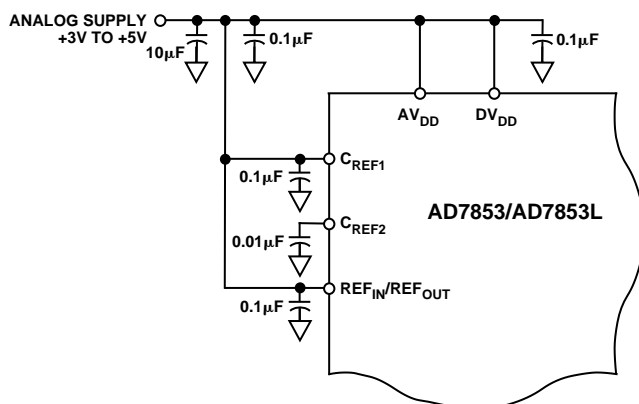 ANALOG SUPPLY
+3V TO +5V
10μF
0.1μF
0.1μF
AVDD
DVDD
CREF1
0.1μF
AD7853/AD7853L
CREF2
0.01μF
REFIN/REFOUT
0.1μF